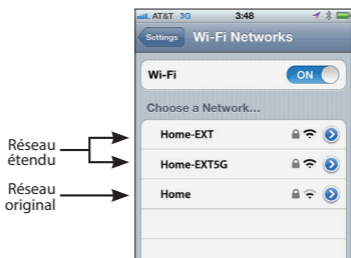 AT&T 3G 3:48
Settings Wi-Fi Networks
Wi-Fi ON
Choose a Network...
Réseau étendu
Home-EXT
Home-EXT5G
Réseau original
Home